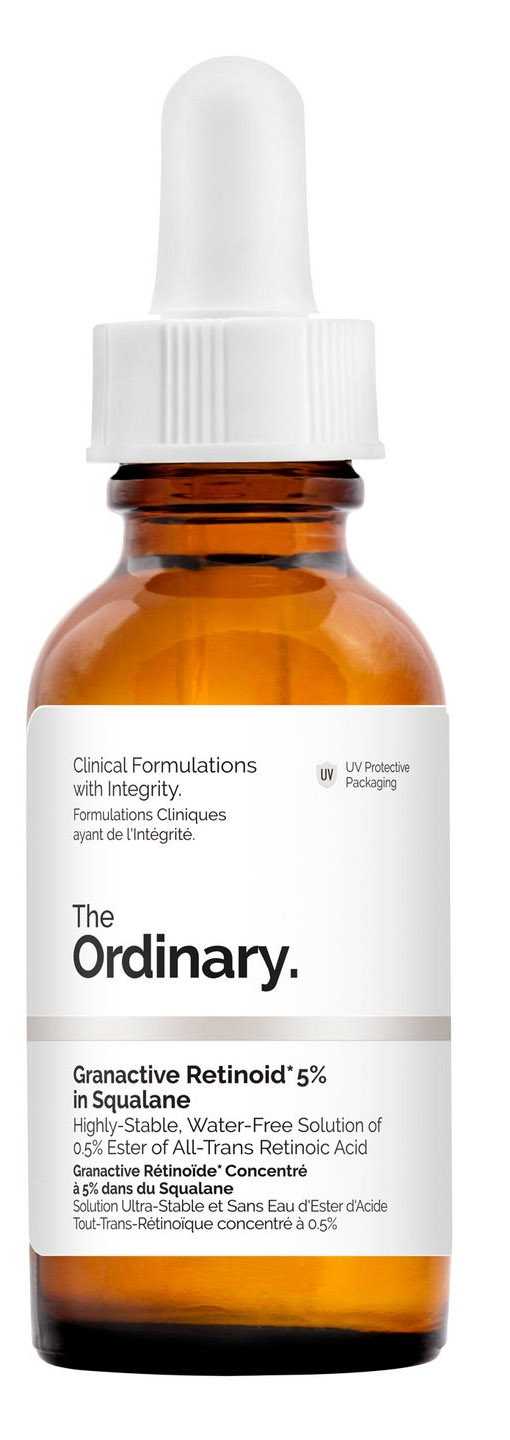 Clinical Formulations
with Integrity.
Formulations Cliniques
ayant de l'Intégrité.
UV
UV Protective
Packaging
The
Ordinary.
Granactive Retinoid* 5%
in Squalane
Highly-Stable, Water-Free Solution of
0.5% Ester of All-Trans Retinoic Acid
Granactive Rétinoïde* Concentré
à 5% dans du Squalane
Solution Ultra-Stable et Sans Eau d'Ester d'Acide
Tout-Trans-Rétinoïque concentré à 0.5%